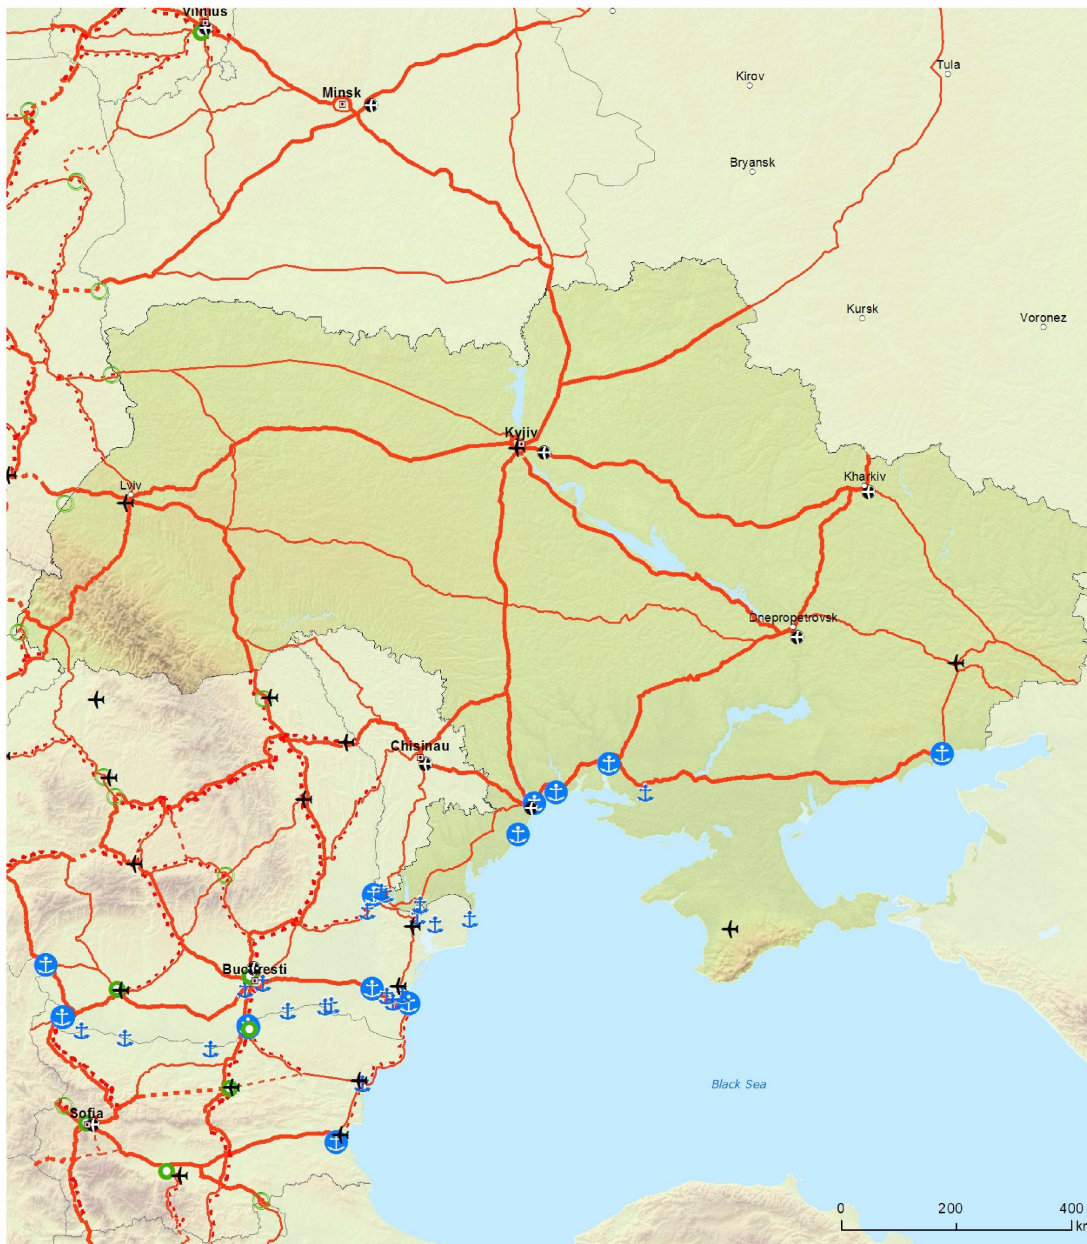 Vilnius
Tula
Kirov
Minsk
Bryansk
Kursk
Voronez
Kyjiv
Kharkiv
Lviv
Dnepropetrovsk
Chisinau
Bucuresti
Black Sea
Sofia
0 200 400
km